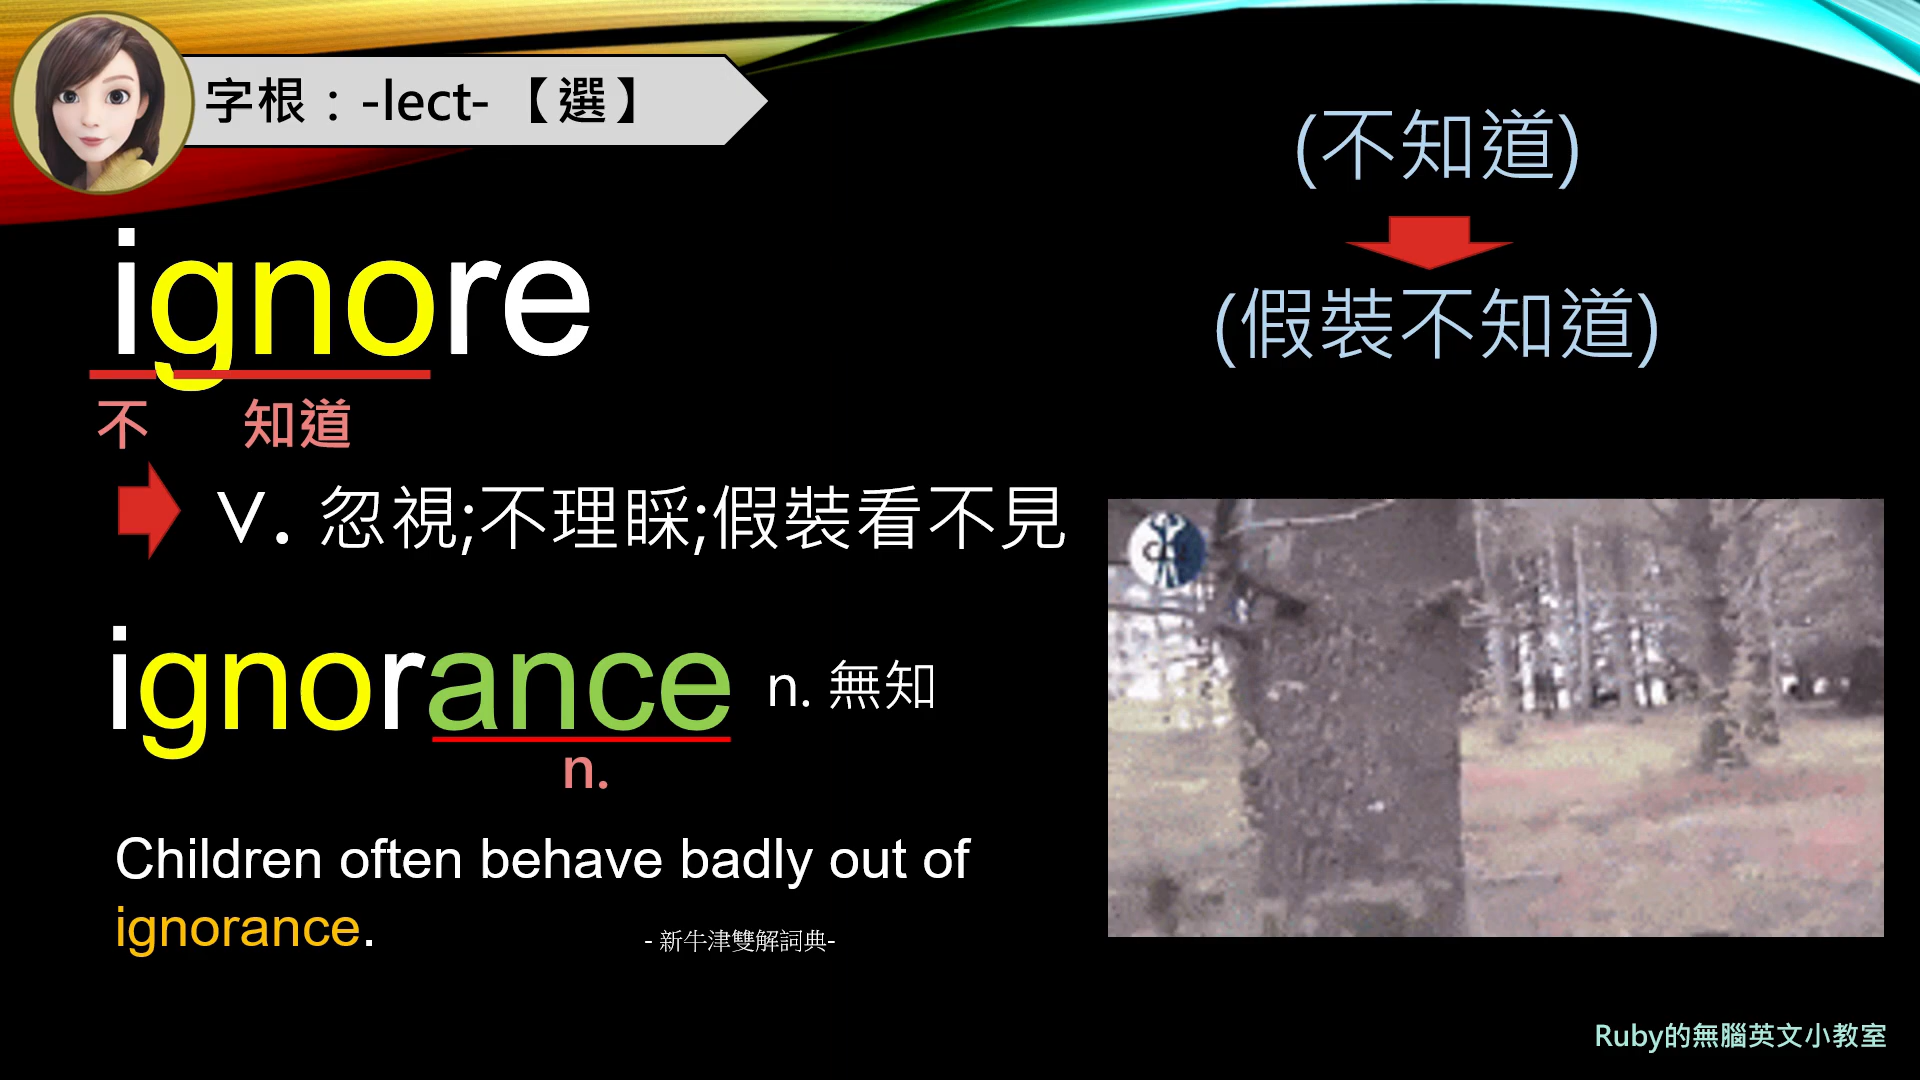 字根：-lect-【選】
(不知道)
(假裝不知道)
ignore
不 知道
v. 忽視;不理睬;假裝看不見
ignorance n. 無知
n.
Children often behave badly out of
ignorance.
- 新牛津雙解詞典-
Ruby的無腦英文小教室